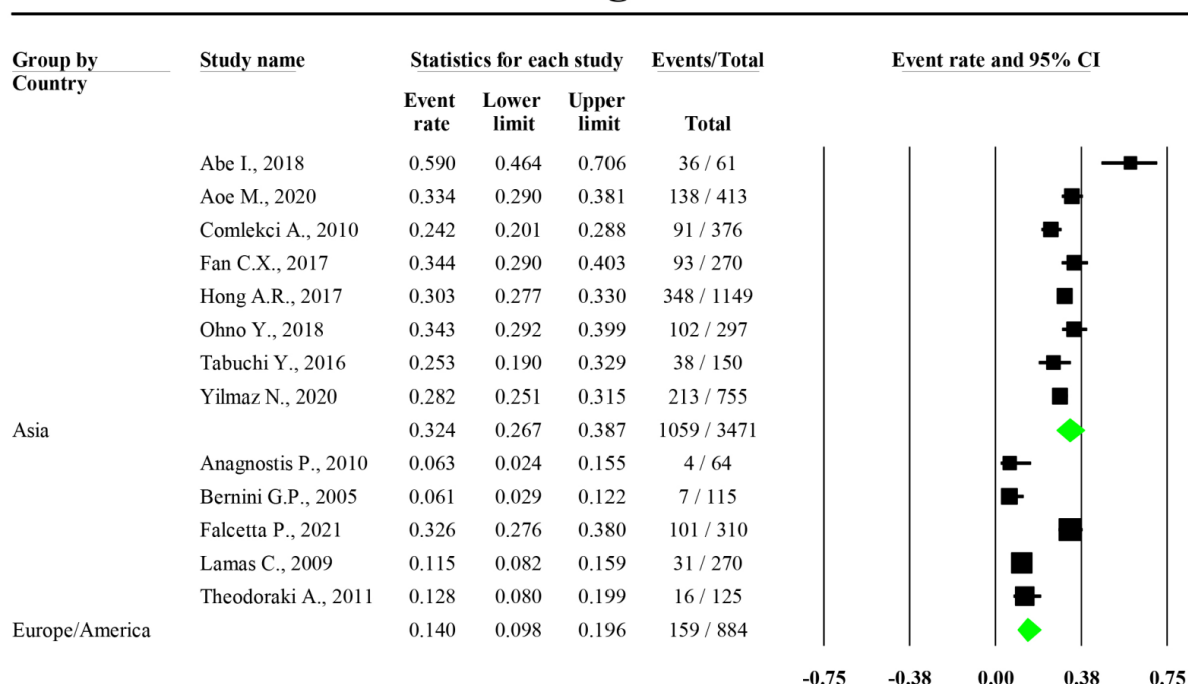 Group by Study name Statistics for each study Events/Total Event rate and 95% CI
Country
Event rate Lower limit Upper limit Total
Abe I., 2018 0.590 0.464 0.706 36 / 61
Aoe M., 2020 0.334 0.290 0.381 138 / 413
Comlekci A., 2010 0.242 0.201 0.288 91 / 376
Fan C.X., 2017 0.344 0.290 0.403 93 / 270
Hong A.R., 2017 0.303 0.277 0.330 348 / 1149
Ohno Y., 2018 0.343 0.292 0.399 102 / 297
Tabuchi Y., 2016 0.253 0.190 0.329 38 / 150
Yilmaz N., 2020 0.282 0.251 0.315 213 / 755
Asia 0.324 0.267 0.387 1059 / 3471
Anagnostis P., 2010 0.063 0.024 0.155 4 / 64
Bernini G.P., 2005 0.061 0.029 0.122 7 / 115
Falcetta P., 2021 0.326 0.276 0.380 101 / 310
Lamas C., 2009 0.115 0.082 0.159 31 / 270
Theodoraki A., 2011 0.128 0.080 0.199 16 / 125
Europe/America 0.140 0.098 0.196 159 / 884
-0.75 -0.38 0.00 0.38 0.75